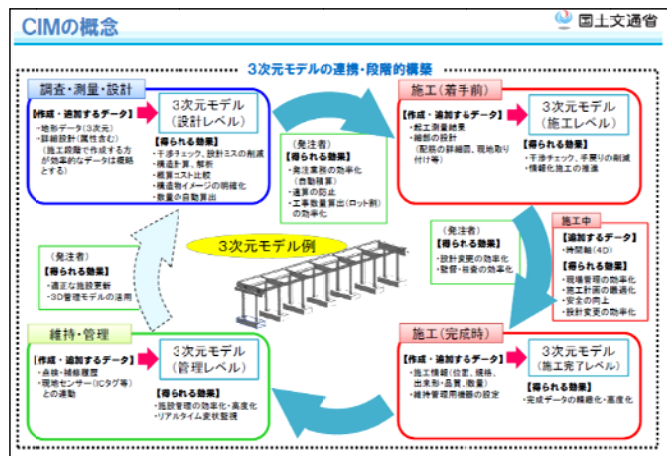 CIMの概念
国土交通省
3次元モデルの連携・段階的構築
調査・測量・設計
【作成・追加するデータ】
・地形データ(3次元)
・詳細設計(属性含む)
(施工段階で作成する方
が効率的なデータは概略
とする)
3次元モデル
(設計レベル)
【得られる効果】
・干渉チェック、設計ミスの削減
・構造計算、解析
・概算コスト比較
・構造物イメージの明確化
・数量の自動算出
(発注者)
【得られる効果】
・発注業務の効率化
(自動積算)
・違算の防止
・工事数量算出(ロット割)
の効率化
施工(着手前)
【作成・追加するデータ】
・起工測量結果
・細部の設計
(配筋の詳細図、現地取り
付け等)
3次元モデル
(施工レベル)
【得られる効果】
・干渉チェック、手戻りの削減
・情報化施工の推進
(発注者)
【得られる効果】
・設計変更の効率化
・監督・検査の効率化
施工中
【追加するデータ】
・時間軸(4D)
【得られる効果】
・現場管理の効率化
・施工計画の最適化
・安全の向上
・設計変更の効率化
3次元モデル例
(発注者)
【得られる効果】
・適正な施設更新
・3D管理モデルの活用
維持・管理
【作成・追加するデータ】
・点検・補修履歴
・現地センサー(ICタグ等)
との連動
3次元モデル
(管理レベル)
【得られる効果】
・施設管理の効率化・高度化
・リアルタイム変状監視
施工(完成時)
【作成・追加するデータ】
・施工情報(位置、規格、
出来形・品質、数量)
・維持管理用機器の設定
3次元モデル
(施工完了レベル)
【得られる効果】
・完成データの精緻化・高度化